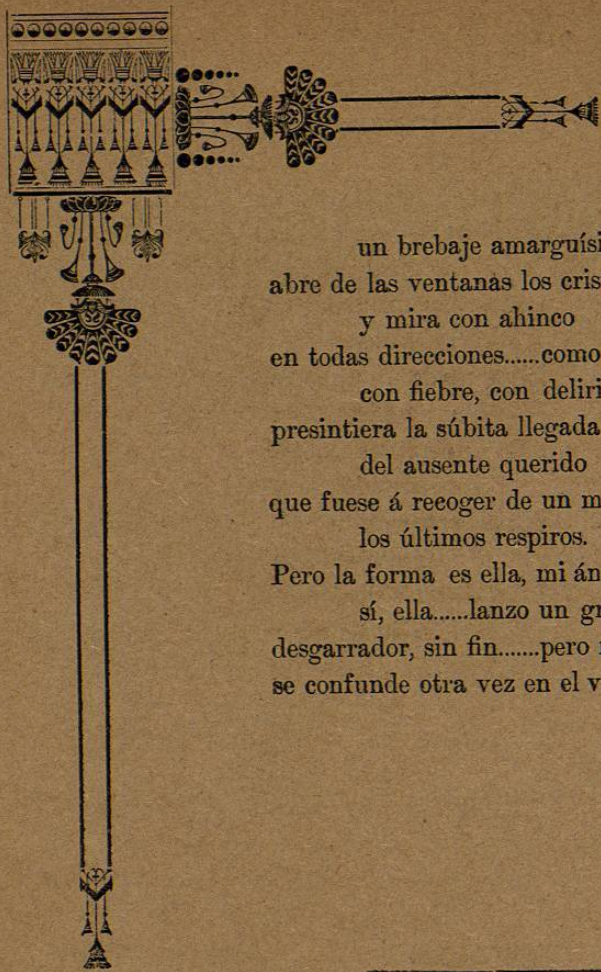 un brebaje amarguísi
abre de las ventanas los cris
y mira con ahinco
en todas direcciones......como
con fiebre, con deliri
presintiera la súbita llegada
del ausente querido
que fuese á reeoger de un m
los últimos respiros.
Pero la forma es ella, mi án
sí, ella......lanzo un gr
desgarrador, sin fin.......pero
se confunde otra vez en el v